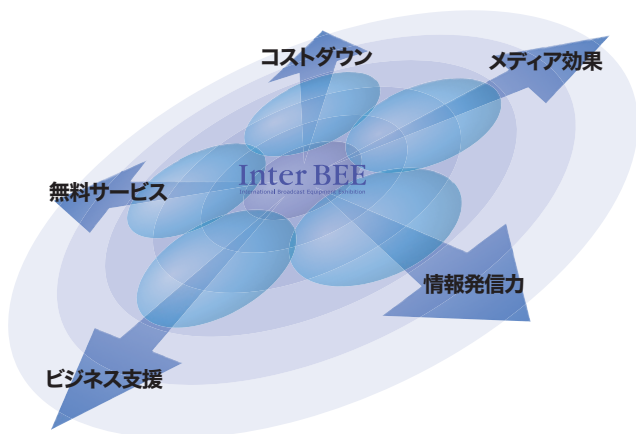 コストダウン
メディア効果
Inter BEE
International Broadcast Equipment Exhibition
無料サービス
情報発信力
ビジネス支援